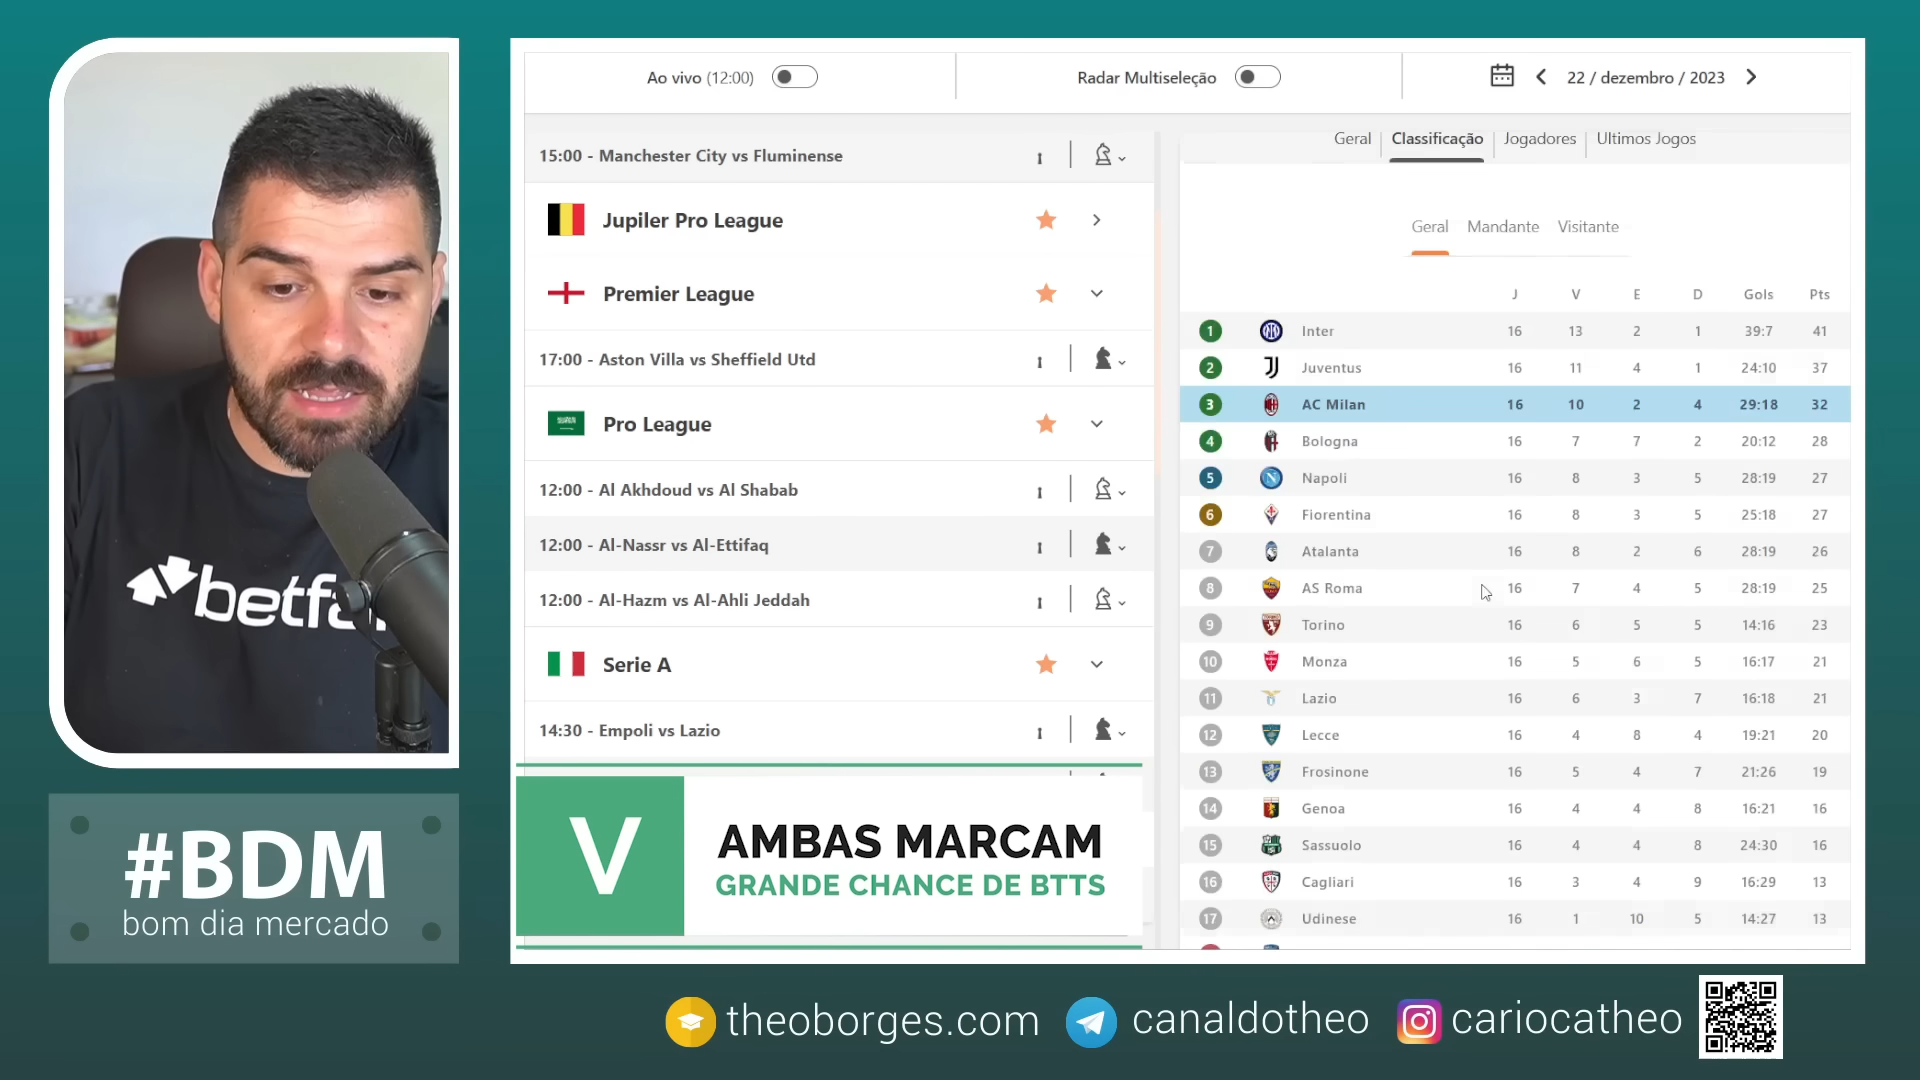 Ao vivo (12:00)
Radar Multiseleção
22 / dezembro / 2023
15:00 - Manchester City vs Fluminense
Jupiler Pro League
Premier League
17:00 - Aston Villa vs Sheffield Utd
Pro League
12:00 - Al Akhdoud vs Al Shabab
12:00 - Al-Nassr vs Al-Ettifaq
12:00 - Al-Hazm vs Al-Ahli Jeddah
Serie A
14:30 - Empoli vs Lazio
V
AMBAS MARCAM
GRANDE CHANCE DE BTTS
Geral Classificação Jogadores Ultimos Jogos
Geral Mandante Visitante
J V E D Gols Pts
1 Inter 16 13 2 1 39:7 41
2 Juventus 16 11 4 1 24:10 37
3 AC Milan 16 10 2 4 29:18 32
4 Bologna 16 7 7 2 20:12 28
5 Napoli 16 8 3 5 28:19 27
6 Fiorentina 16 8 3 5 25:18 27
7 Atalanta 16 8 2 6 28:19 26
8 AS Roma 16 7 4 5 28:19 25
9 Torino 16 6 5 5 14:16 23
10 Monza 16 5 6 5 16:17 21
11 Lazio 16 6 3 7 16:18 21
12 Lecce 16 4 8 4 19:21 20
13 Frosinone 16 5 4 7 21:26 19
14 Genoa 16 4 4 8 16:21 16
15 Sassuolo 16 4 4 8 24:30 16
16 Cagliari 16 3 4 9 16:29 13
17 Udinese 16 1 10 5 14:27 13
#BDM
bom dia mercado
theoborges.com
canaldotheo
cariocatheo